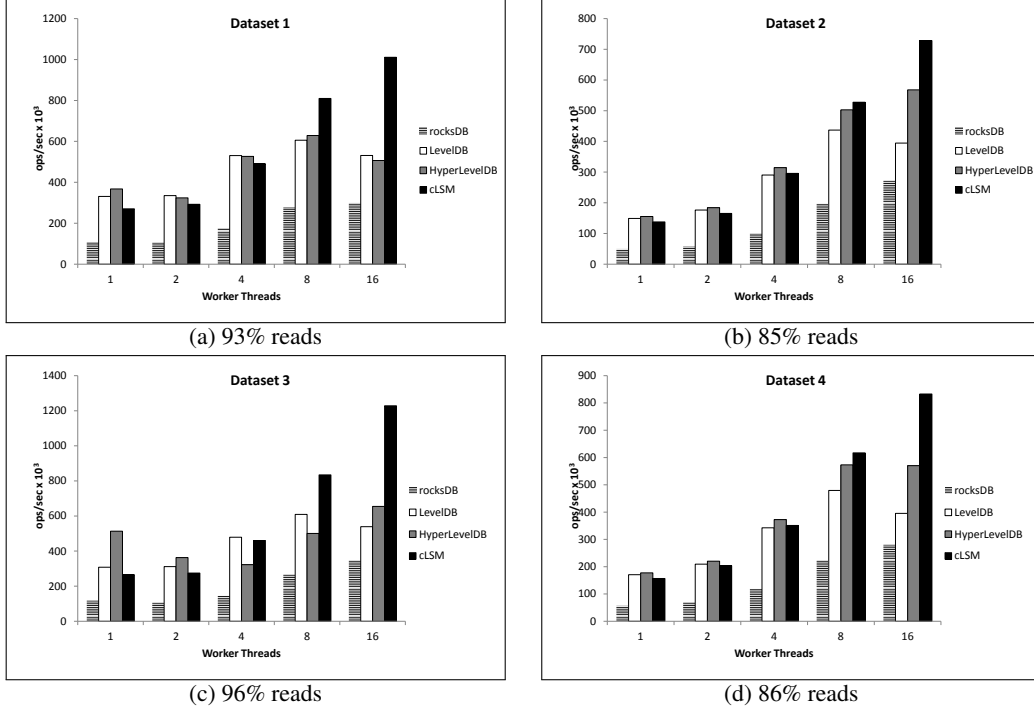 Dataset 1
1200
1000
800
600
400
200
0
ops/sec x 10³
1 2 4 8 16
Worker Threads
rocksDB
LevelDB
HyperLevelDB
cLSM
(a) 93% reads
Dataset 2
800
700
600
500
400
300
200
100
0
ops/sec x 10³
1 2 4 8 16
Worker Threads
rocksDB
LevelDB
HyperLevelDB
cLSM
(b) 85% reads
Dataset 3
1400
1200
1000
800
600
400
200
0
ops/sec x 10³
1 2 4 8 16
Worker Threads
rocksDB
LevelDB
HyperLevelDB
cLSM
(c) 96% reads
Dataset 4
900
800
700
600
500
400
300
200
100
0
ops/sec x 10³
1 2 4 8 16
Worker Threads
rocksDB
LevelDB
HyperLevelDB
cLSM
(d) 86% reads